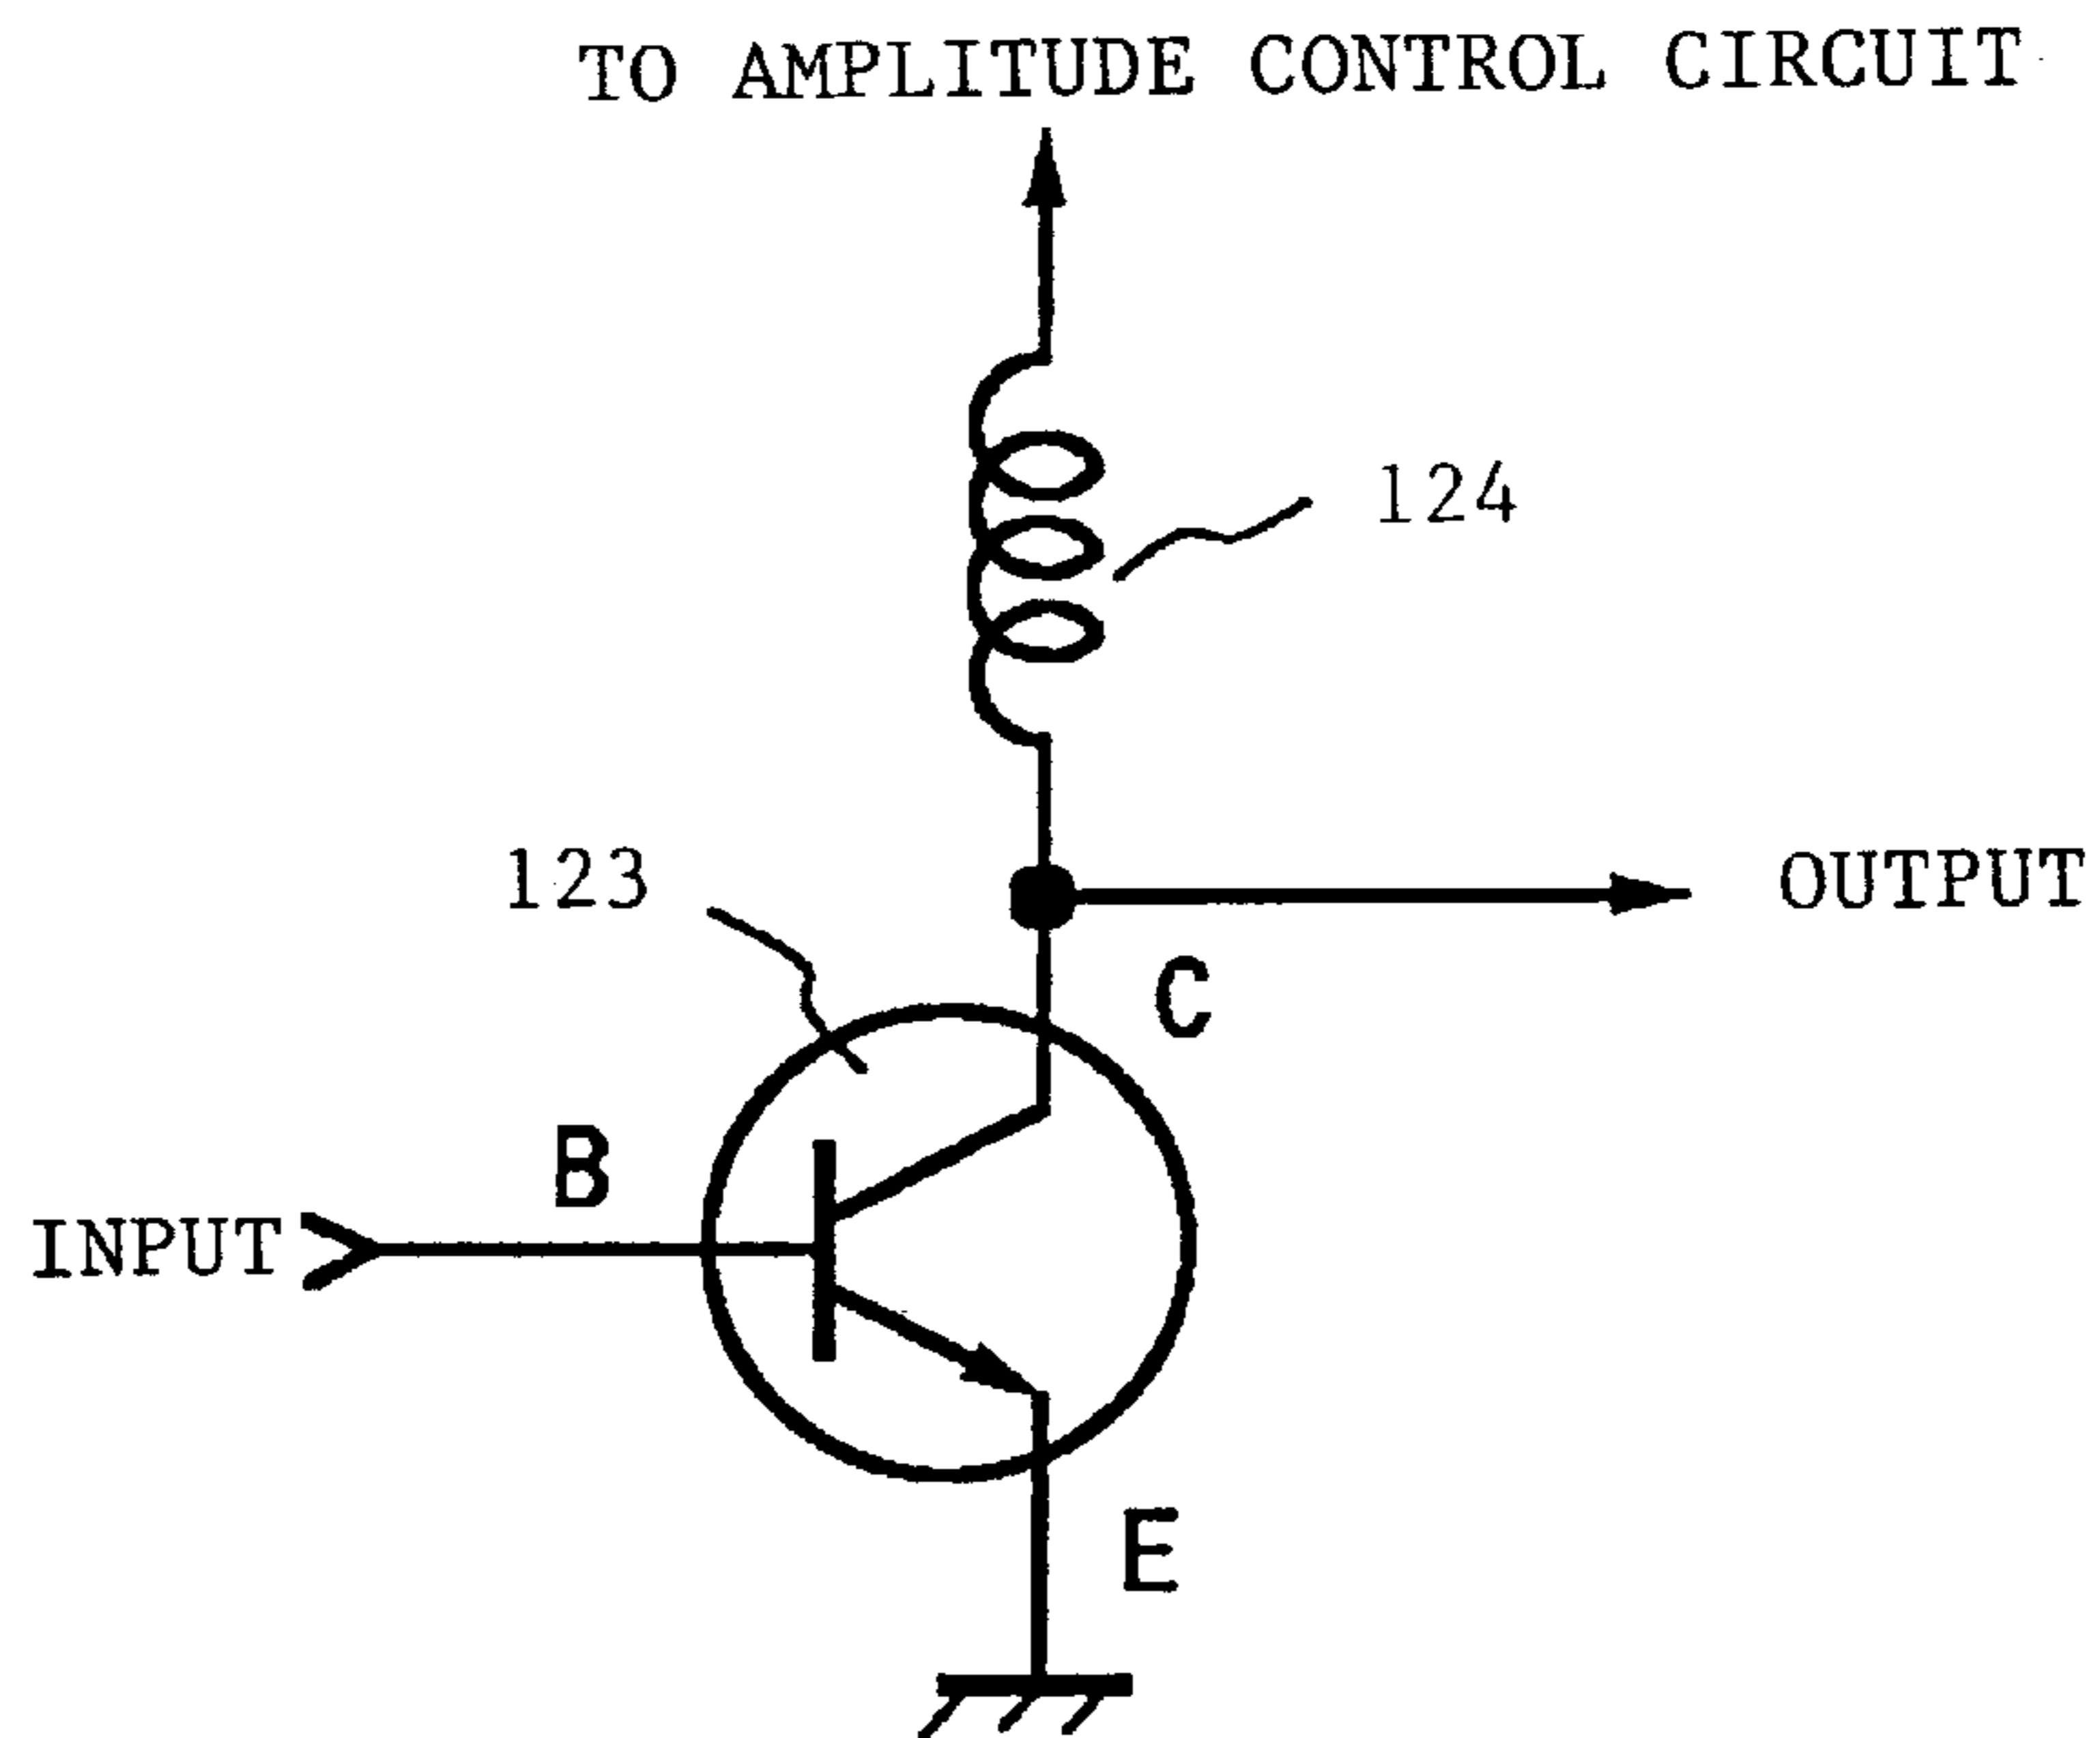 TO AMPLITUDE CONTROL CIRCUIT
124
123
OUTPUT
C
B
INPUT
E